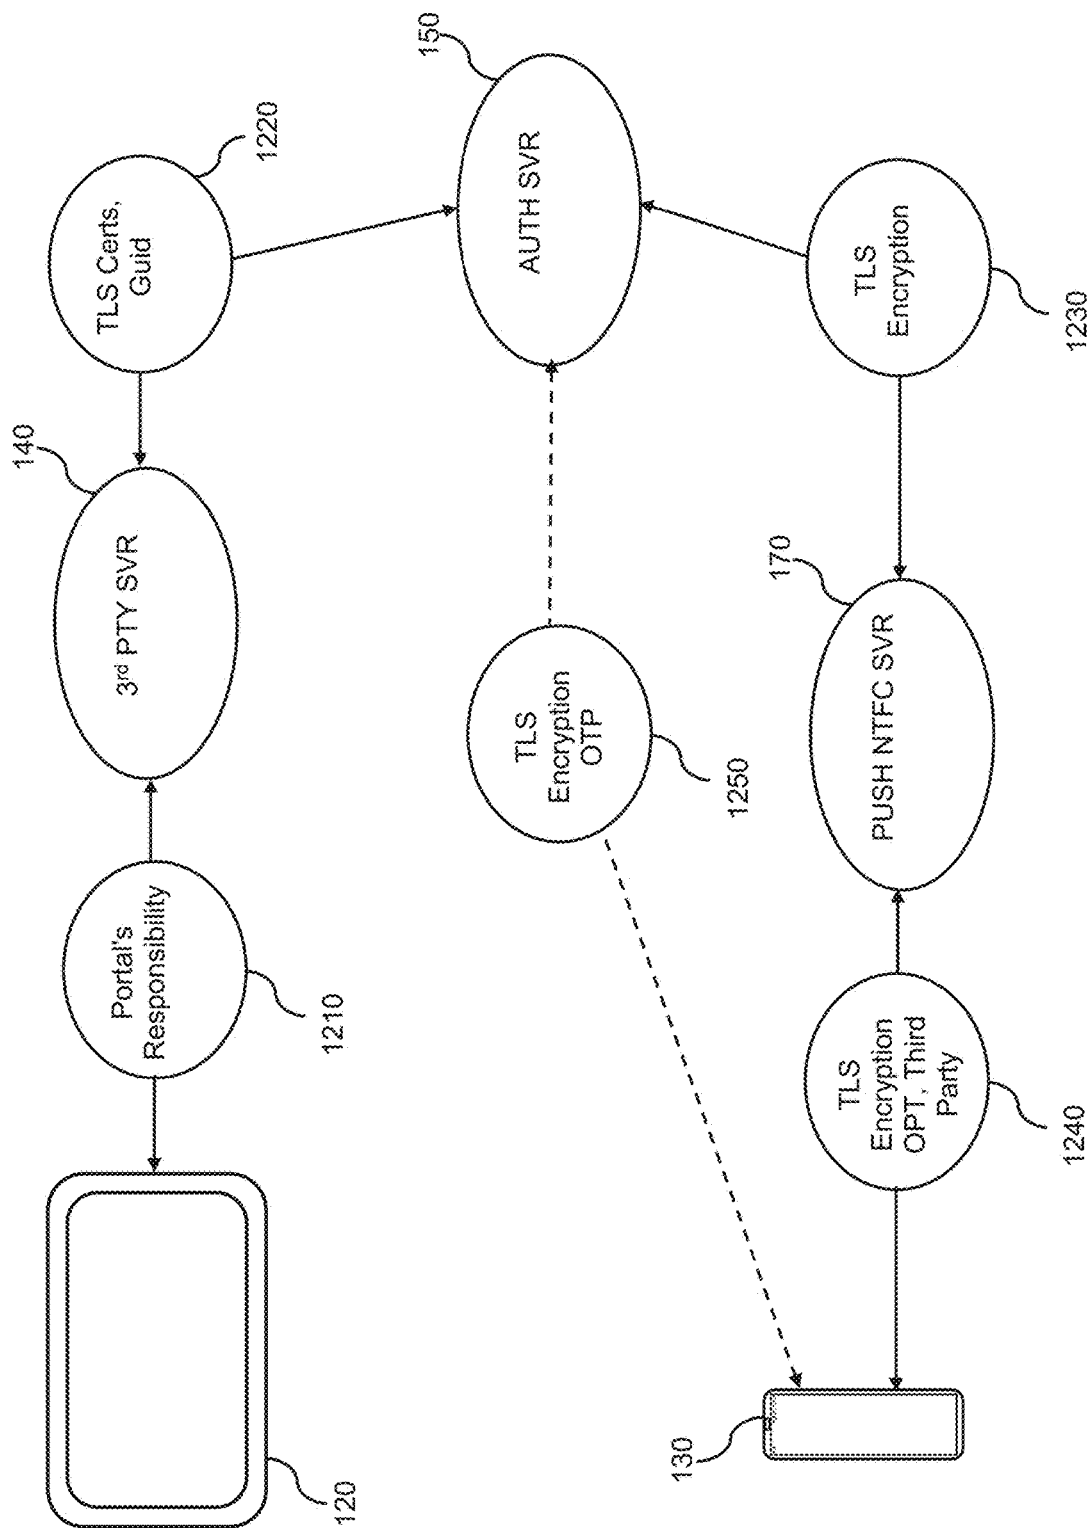 120
Portal's
Responsibility
1210
140
3rd PTY SVR
TLS Certs,
Guid
1220
TLS
Encryption
OTP
1250
150
AUTH SVR
130
TLS
Encryption
OPT, Third
Party
1240
170
PUSH NTFC SVR
TLS
Encryption
1230